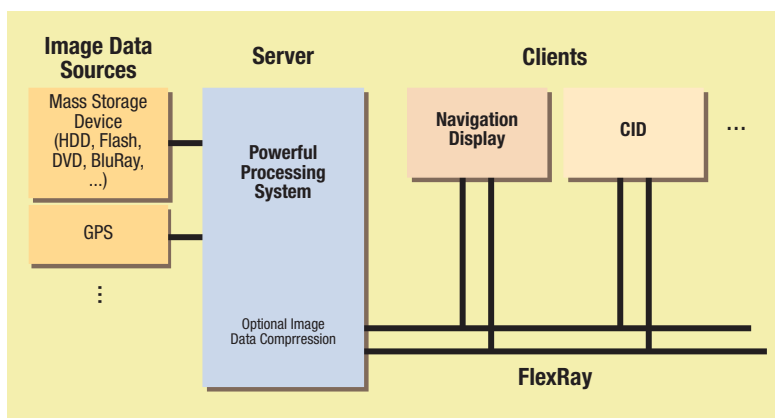 Image Data
Sources
Server
Clients
Mass Storage
Device
(HDD, Flash,
DVD, BluRay,
...)
GPS
...
Powerful
Processing
System
Optional Image
Data Comprression
Navigation
Display
CID
...
FlexRay